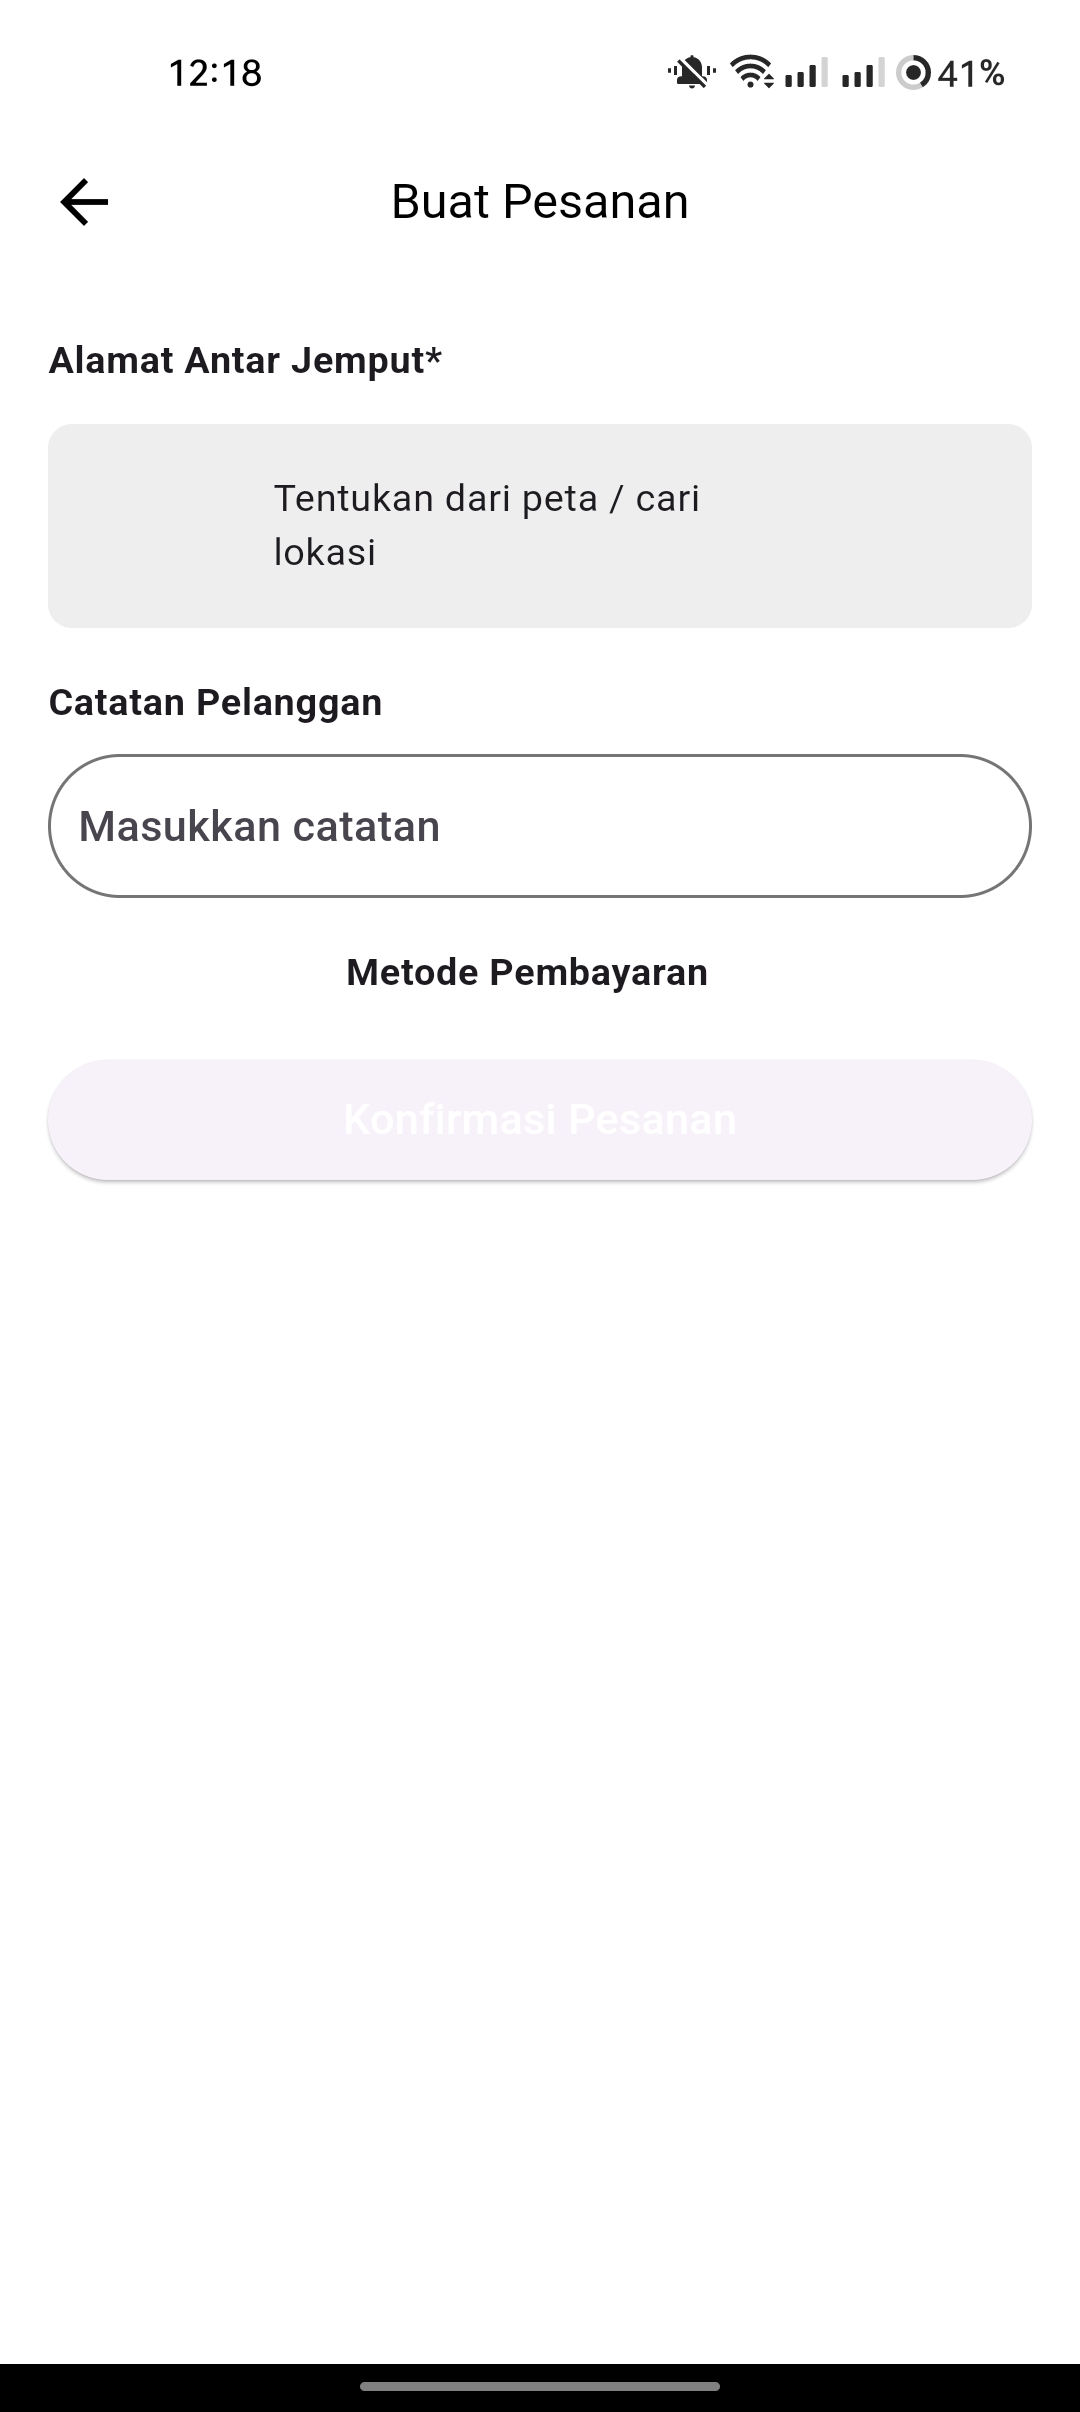 12:18
41%
Buat Pesanan
Alamat Antar Jemput*
Tentukan dari peta / cari
lokasi
Catatan Pelanggan
Masukkan catatan
Metode Pembayaran
Konfirmasi Pesanan